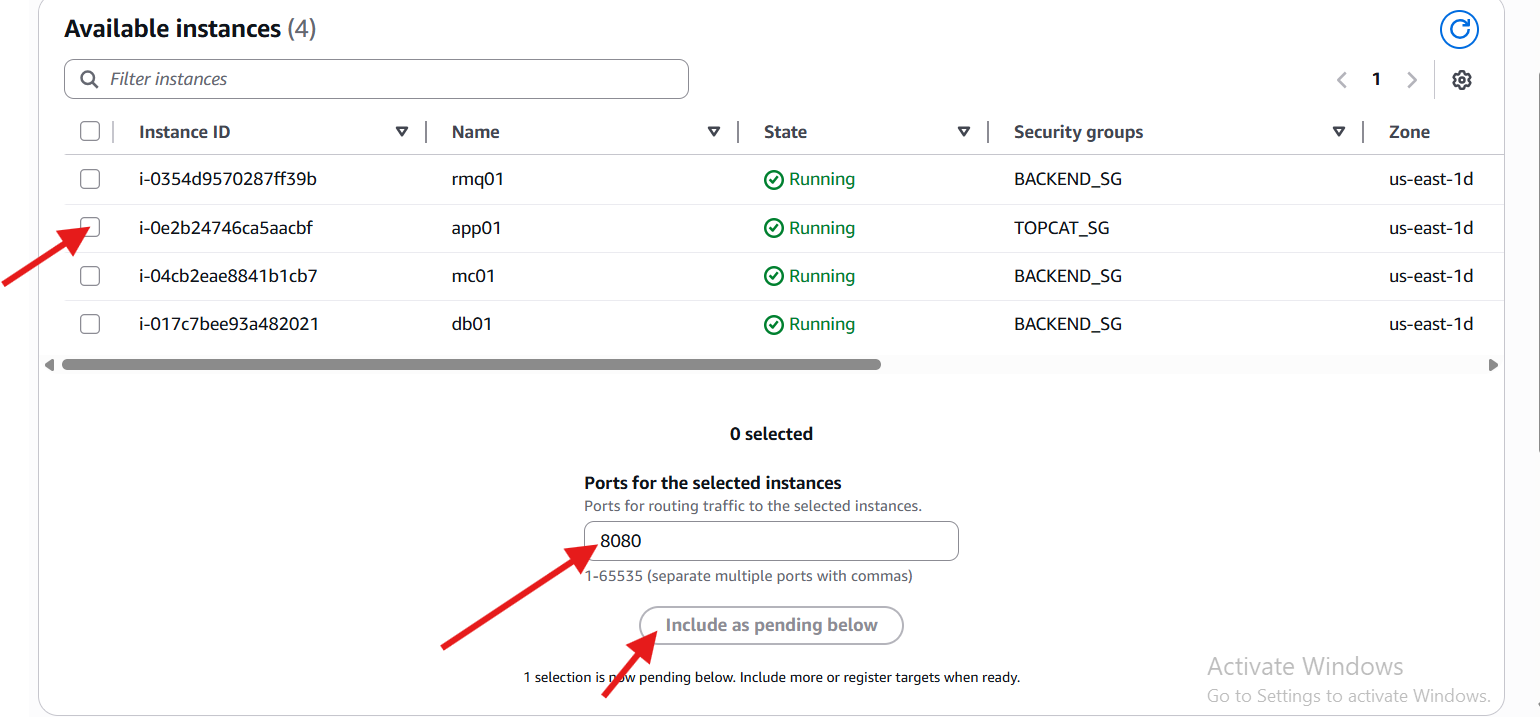 Available instances (4)
Filter instances
1
Instance ID Name State Security groups Zone
i-0354d9570287ff39b rmq01 Running BACKEND_SG us-east-1d
i-0e2b24746ca5aacbf app01 Running TOPCAT_SG us-east-1d
i-04cb2eae8841b1cb7 mc01 Running BACKEND_SG us-east-1d
i-017c7bee93a482021 db01 Running BACKEND_SG us-east-1d
0 selected
Ports for the selected instances
Ports for routing traffic to the selected instances.
8080
1-65535 (separate multiple ports with commas)
Include as pending below
1 selection is now pending below. Include more or register targets when ready.
Activate Windows
Go to Settings to activate Windows.